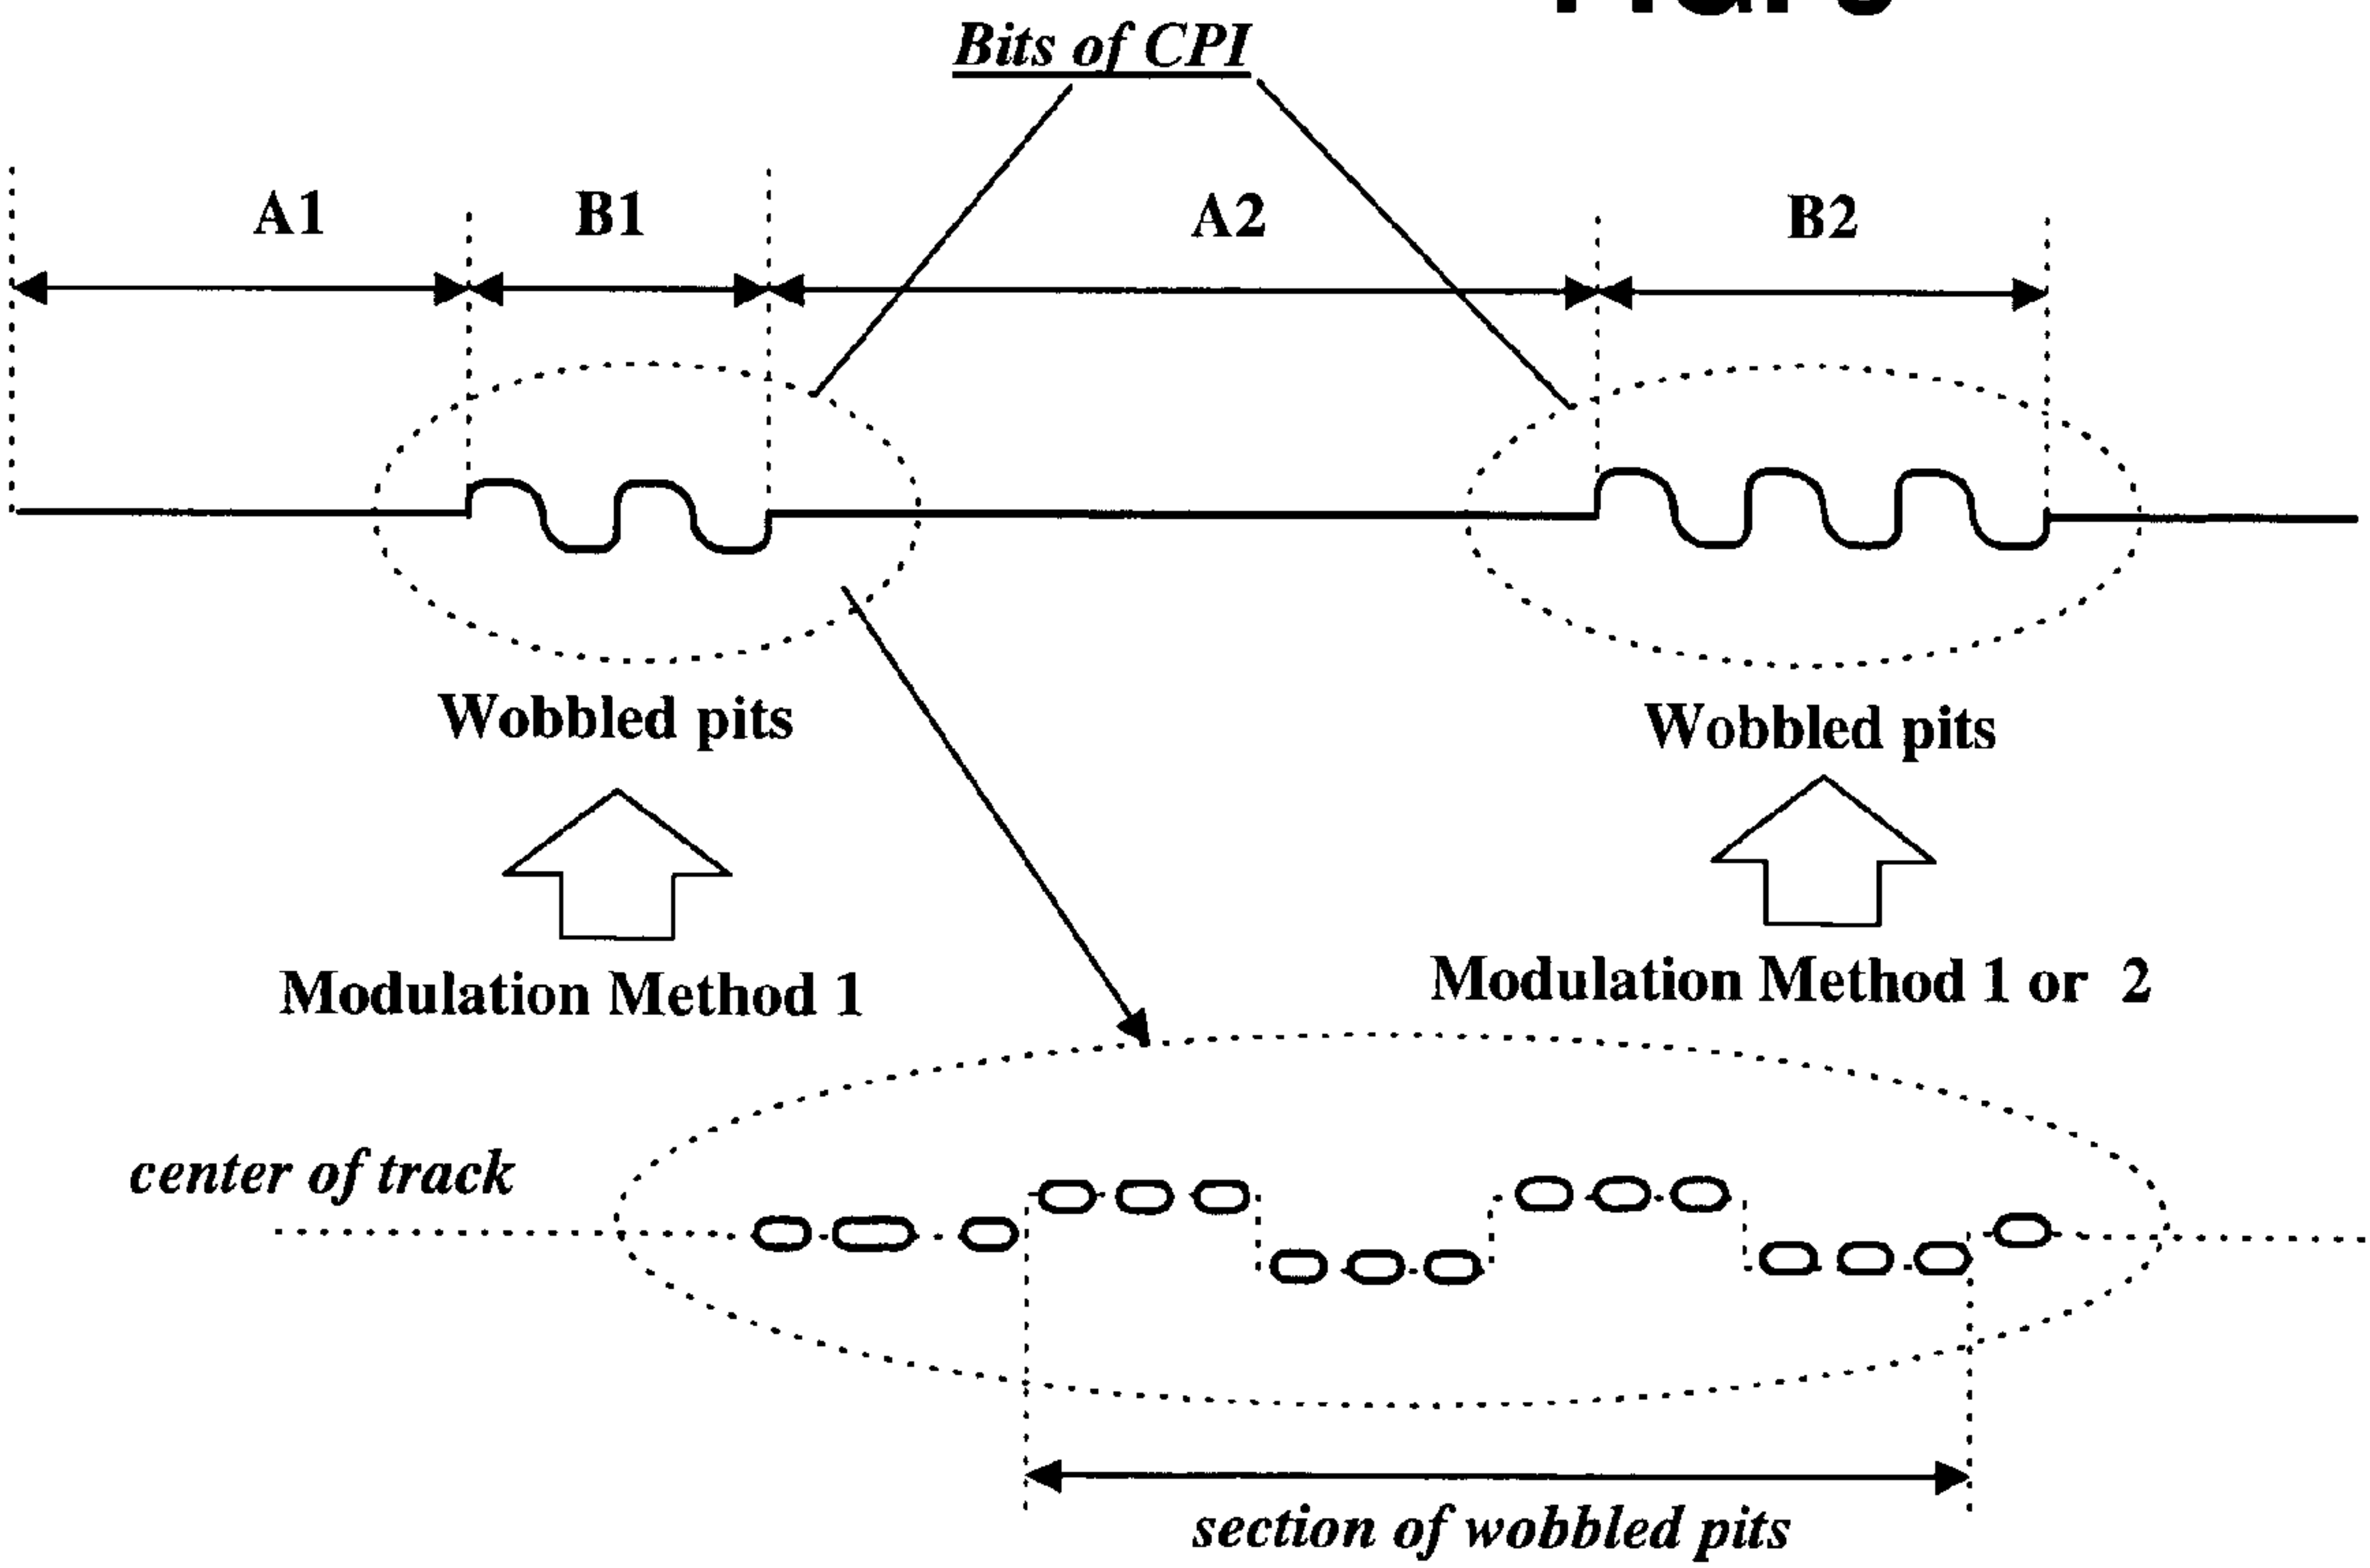 Bits of CPI
A1 B1 A2 B2
Wobbled pits Wobbled pits
Modulation Method 1 Modulation Method 1 or 2
center of track
section of wobbled pits